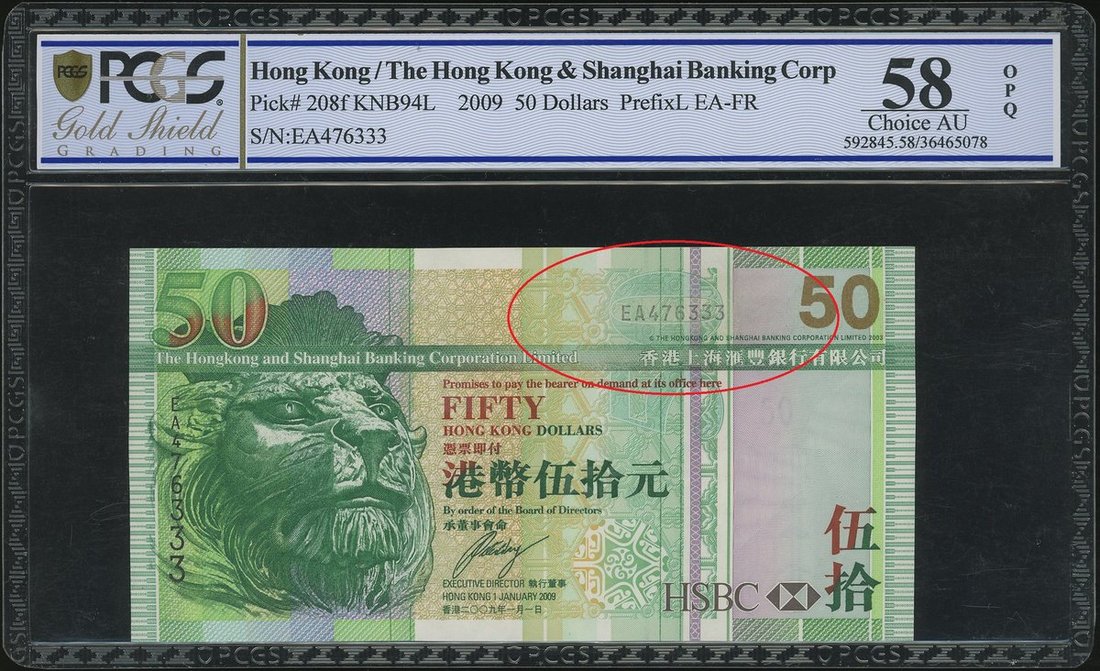 PCGS
PCGS
Gold Shield
GRADING
Hong Kong / The Hong Kong & Shanghai Banking Corp
Pick# 208f KNB94L 2009 50 Dollars PrefixL EA-FR
S/N:EA476333
58
Choice AU
592845.58/36465078
OPQ
50
EA476333
50
© THE HONGKONG AND SHANGHAI BANKING CORPORATION LIMITED 2003
The Hongkong and Shanghai Banking Corporation Limited
香港上海滙豐銀行有限公司
Promises to pay the bearer on demand at its office here
FIFTY
HONG KONG DOLLARS
憑票即付
港幣伍拾元
By order of the Board of Directors
承董事會命
EXECUTIVE DIRECTOR 執行董事
HONG KONG 1 JANUARY 2009
香港二〇〇九年一月一日
EA476333
伍拾
HSBC